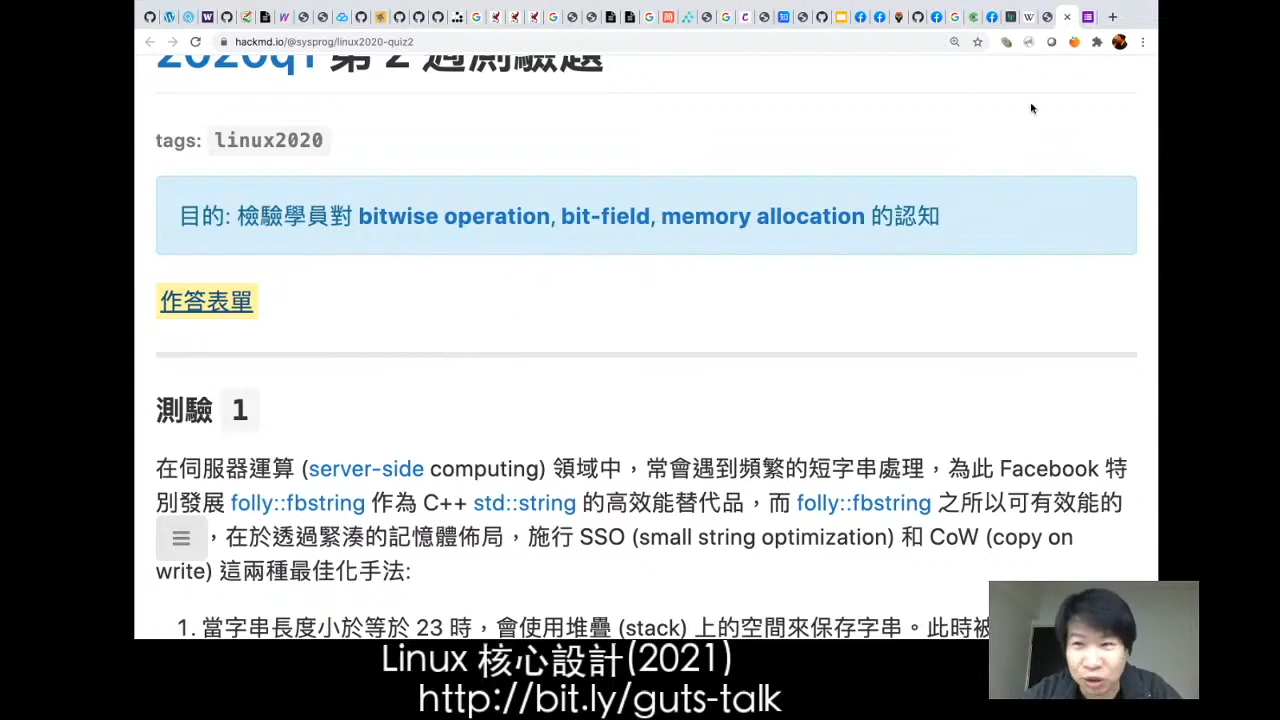 hackmd.io/@sysprog/linux2020-quiz2
2020q1 第 2 週測驗題
tags: linux2020
目的: 檢驗學員對 bitwise operation, bit-field, memory allocation 的認知
作答表單
測驗 1
在伺服器運算 (server-side computing) 領域中，常會遇到頻繁的短字串處理，為此 Facebook 特
別發展 folly::fbstring 作為 C++ std::string 的高效能替代品，而 folly::fbstring 之所以可有效能的
，在於透過緊湊的記憶體佈局，施行 SSO (small string optimization) 和 CoW (copy on
write) 這兩種最佳化手法:
1. 當字串長度小於等於 23 時，會使用堆疊 (stack) 上的空間來保存字串。此時被
Linux 核心設計(2021)
http://bit.ly/guts-talk